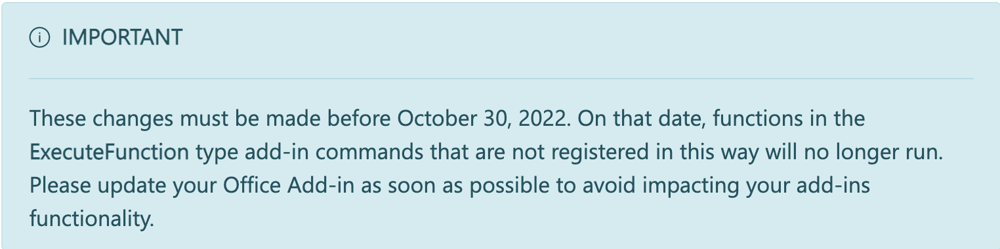 IMPORTANT
These changes must be made before October 30, 2022. On that date, functions in the
ExecuteFunction type add-in commands that are not registered in this way will no longer run.
Please update your Office Add-in as soon as possible to avoid impacting your add-ins
functionality.